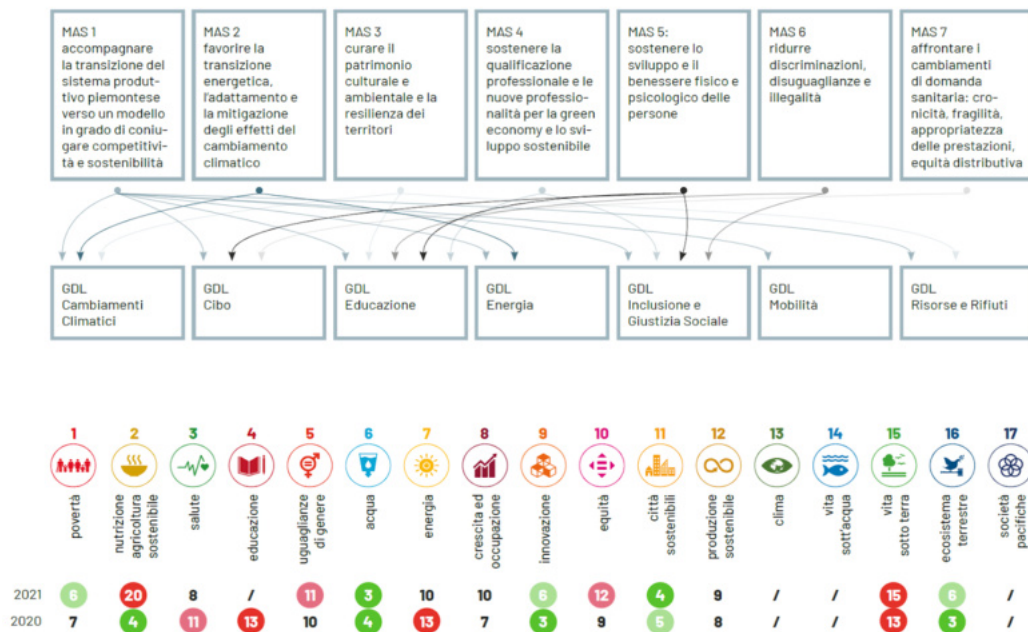 MAS 1
accompagnare
la transizione del
sistema produt-
tivo piemontese
verso un modello
in grado di coniu-
gare competitivi-
tà e sostenibilità
MAS 2
favorire la
transizione
energetica,
l'adattamento e
la mitigazione
degli effetti del
cambiamento
climatico
MAS 3
curare il
patrimonio
culturale e
ambientale e la
resilienza dei
territori
MAS 4
sostenere la
qualificazione
professionale e le
nuove professio-
nalità per la green
economy e lo svi-
luppo sostenibile
MAS 5:
sostenere lo
sviluppo e il
benessere fisico e
psicologico delle
persone
MAS 6
ridurre
discriminazioni,
disuguaglianze e
illegalità
MAS 7
affrontare i
cambiamenti
di domanda
sanitaria: cro-
nicità, fragilità,
appropriatezza
delle prestazioni,
equità distributiva
GDL
Cambiamenti
Climatici
GDL
Cibo
GDL
Educazione
GDL
Energia
GDL
Inclusione e
Giustizia Sociale
GDL
Mobilità
GDL
Risorse e Rifiuti
1 2 3 4 5 6 7 8 9 10 11 12 13 14 15 16 17
povertà
nutrizione
agricoltura
sostenibile
salute
educazione
uguaglianze
di genere
acqua
energia
crescita ed
occupazione
innovazione
equità
città
sostenibili
produzione
sostenibile
clima
vita
sott'acqua
vita
sotto terra
ecosistema
terrestre
società
pacifiche
2021 6 20 8 / 11 3 10 10 6 12 4 9 / / 15 6 /
2020 7 4 11 13 10 4 13 7 3 9 5 8 / / 13 3 /